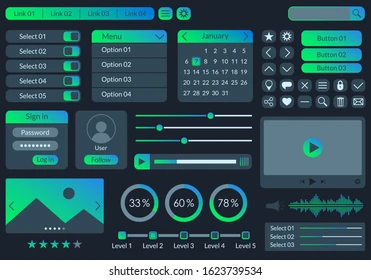 Link 01 Link 02 Link 03 Link 04
Select 01
Select 02
Select 03
Select 04
Select 05
Menu
Option 01
Option 02
Option 03
Option 04
January
1 2 3 4 5
6 7 8 9 10 11 12
13 14 15 16 17 18 19
20 21 22 23 24 25 26
27 28 29 30 31
Button 01
Button 02
Button 03
Sign in
Password
Log in
User
Follow
33 %
60 %
78 %
Level 1 Level 2 Level 3 Level 4 Level 5
Select 01
Select 02
Select 03
shutterstock.com · 1623739534